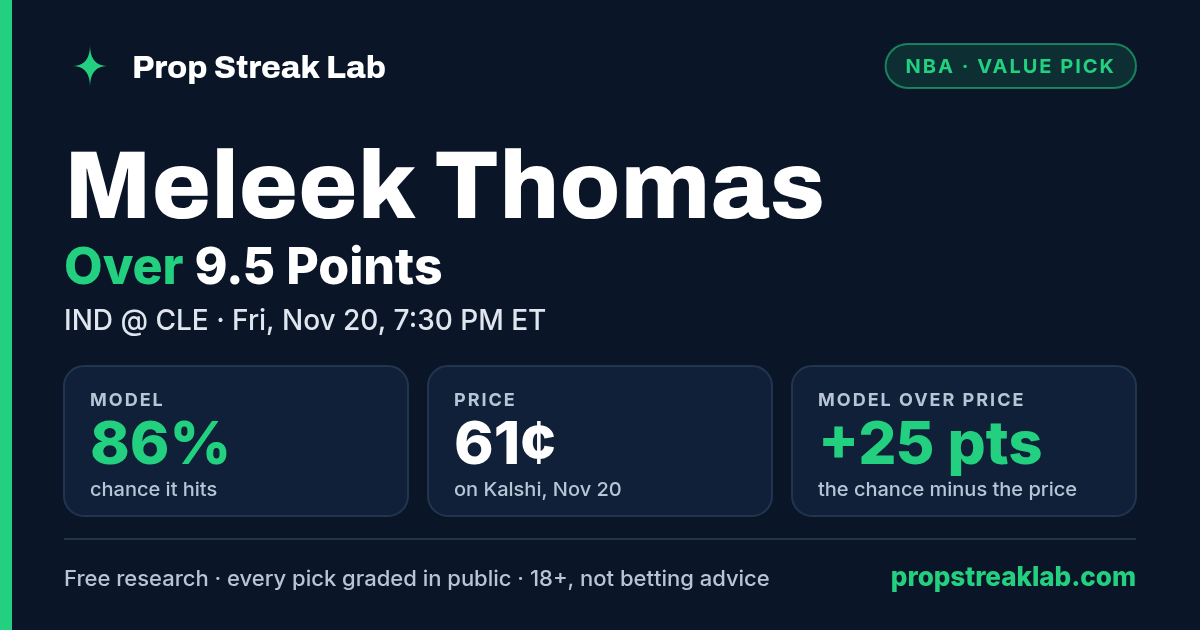 Prop Streak Lab
NBA · VALUE PICK
Meleek Thomas
Over 9.5 Points
IND @ CLE · Fri, Nov 20, 7:30 PM ET
MODEL
86%
chance it hits
PRICE
61¢
on Kalshi, Nov 20
MODEL OVER PRICE
+25 pts
the chance minus the price
Free research · every pick graded in public · 18+, not betting advice
propstreaklab.com